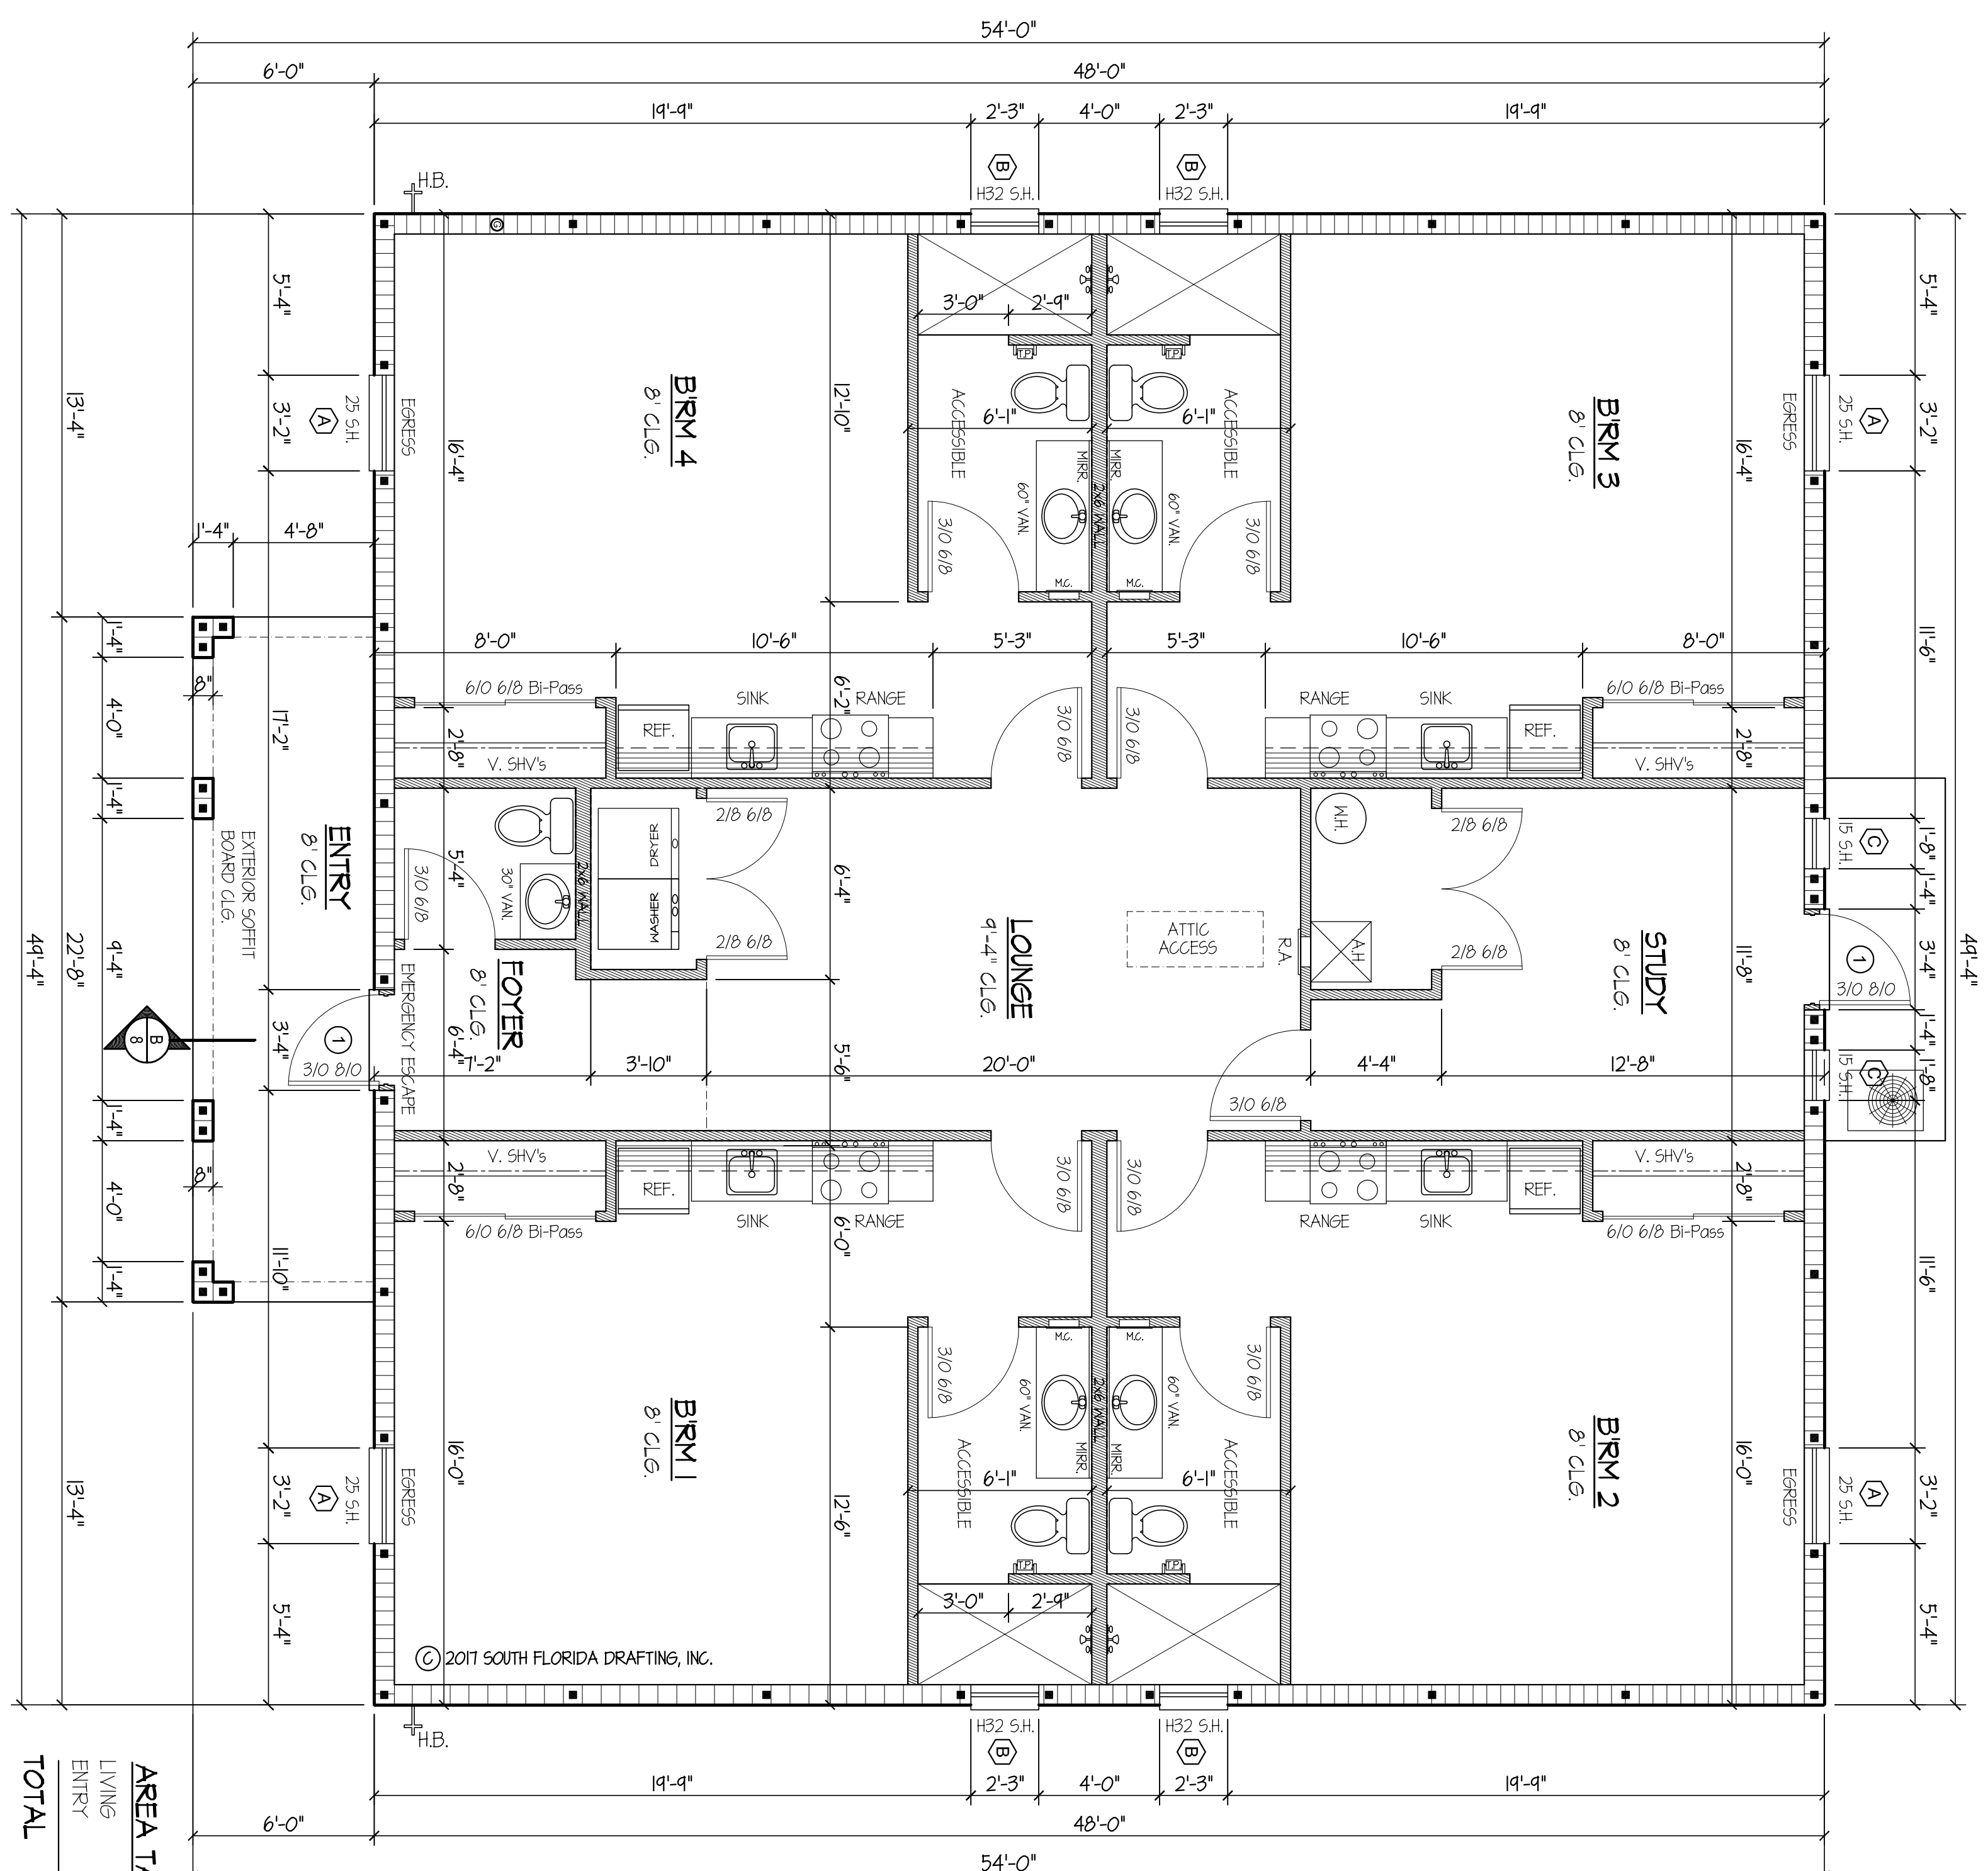 54'-0"
6'-0"
48'-0"
19'-9"
2'-3"
4'-0"
2'-3"
19'-9"
B
B
H32 S.H.
H32 S.H.
H.B.
G
5'-4"
3'-2"
17'-2"
3'-4"
11'-10"
3'-2"
5'-4"
13'-4"
22'-8"
13'-4"
49'-4"
1'-4"
4'-0"
1'-4"
9'-4"
1'-4"
4'-0"
1'-4"
1'-4"
4'-8"
8"
8"
A
25 S.H.
EGRESS
A
25 S.H.
EGRESS
ENTRY
8' CLG.
EXTERIOR SOFFIT
BOARD CLG.
B
8
1
3/0 8/0
EMERGENCY ESCAPE
B'RM 4
8' CLG.
16'-4"
12'-10"
3'-0"
2'-9"
T.P.
T.P.
ACCESSIBLE
ACCESSIBLE
6'-1"
6'-1"
MIRR.
MIRR.
2x6 WALL
60" VAN.
60" VAN.
3/0 6/8
3/0 6/8
M.C.
M.C.
B'RM 3
8' CLG.
16'-4"
8'-0"
10'-6"
5'-3"
5'-3"
10'-6"
8'-0"
6/0 6/8 Bi-Pass
SINK
RANGE
6'-2"
REF.
V. SHV's
2'-8"
3/0 6/8
3/0 6/8
RANGE
SINK
6/0 6/8 Bi-Pass
REF.
V. SHV's
2'-8"
5'-4"
30" VAN.
3/0 6/8
2x6 WALL
DRYER
WASHER
2/8 6/8
2/8 6/8
6'-4"
FOYER
8' CLG.
6'-4"
LOUNGE
9'-4" CLG.
ATTIC
ACCESS
R.A.
W.H.
A.H
2/8 6/8
2/8 6/8
STUDY
8' CLG.
11'-8"
7'-2"
3'-10"
5'-6"
20'-0"
4'-4"
12'-8"
3/0 6/8
V. SHV's
2'-8"
REF.
6/0 6/8 Bi-Pass
SINK
RANGE
6'-0"
3/0 6/8
3/0 6/8
RANGE
SINK
REF.
V. SHV's
2'-8"
6/0 6/8 Bi-Pass
B'RM 1
8' CLG.
16'-0"
12'-6"
M.C.
M.C.
3/0 6/8
3/0 6/8
60" VAN.
60" VAN.
2x6 WALL
MIRR.
MIRR.
ACCESSIBLE
ACCESSIBLE
6'-1"
6'-1"
T.P.
T.P.
3'-0"
2'-9"
B'RM 2
8' CLG.
16'-0"
C 2017 SOUTH FLORIDA DRAFTING, INC.
EGRESS
25 S.H.
A
EGRESS
25 S.H.
A
15 S.H.
C
15 S.H.
C
1
3/0 8/0
5'-4"
3'-2"
11'-6"
1'-8"
1'-4"
3'-4"
1'-4"
1'-8"
11'-6"
3'-2"
5'-4"
49'-4"
H.B.
H32 S.H.
H32 S.H.
B
B
19'-9"
2'-3"
4'-0"
2'-3"
19'-9"
6'-0"
48'-0"
54'-0"
AREA TA
LIVING
ENTRY
TOTAL